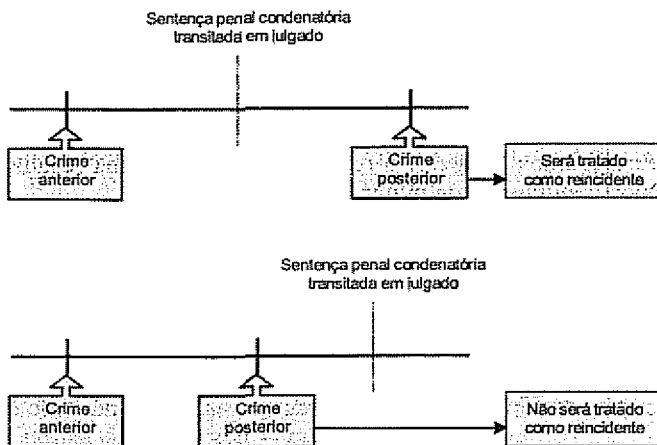 Sentença penal condenatória
transitada em julgado
Crime
anterior
Crime
posterior
Será tratado
como reincidente
Sentença penal condenatória
transitada em julgado
Crime
anterior
Crime
posterior
Não será tratado
como reincidente